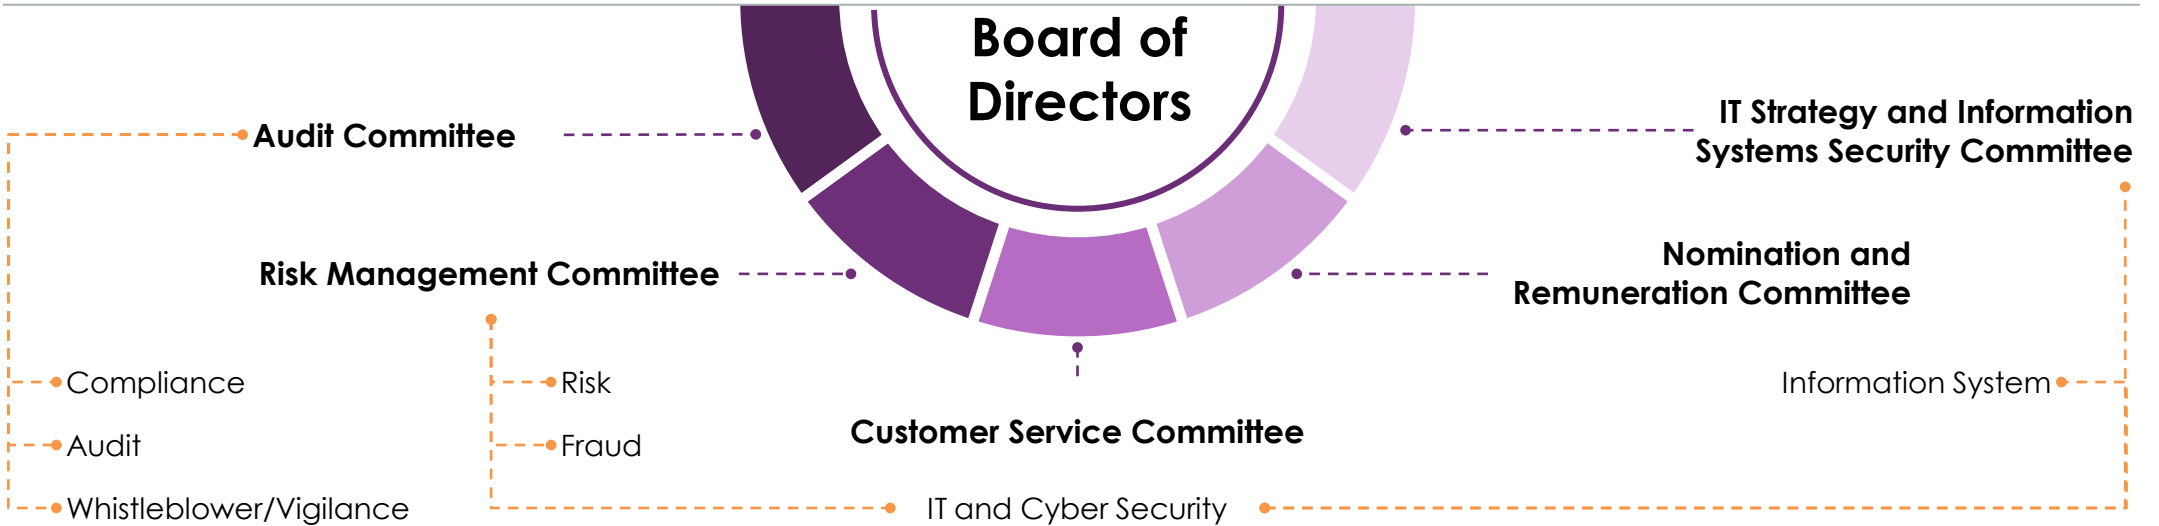 Board of
Directors
Audit Committee
IT Strategy and Information
Systems Security Committee
Risk Management Committee
Nomination and
Remuneration Committee
Compliance
Risk
Information System
Customer Service Committee
Audit
Fraud
Whistleblower/Vigilance
IT and Cyber Security